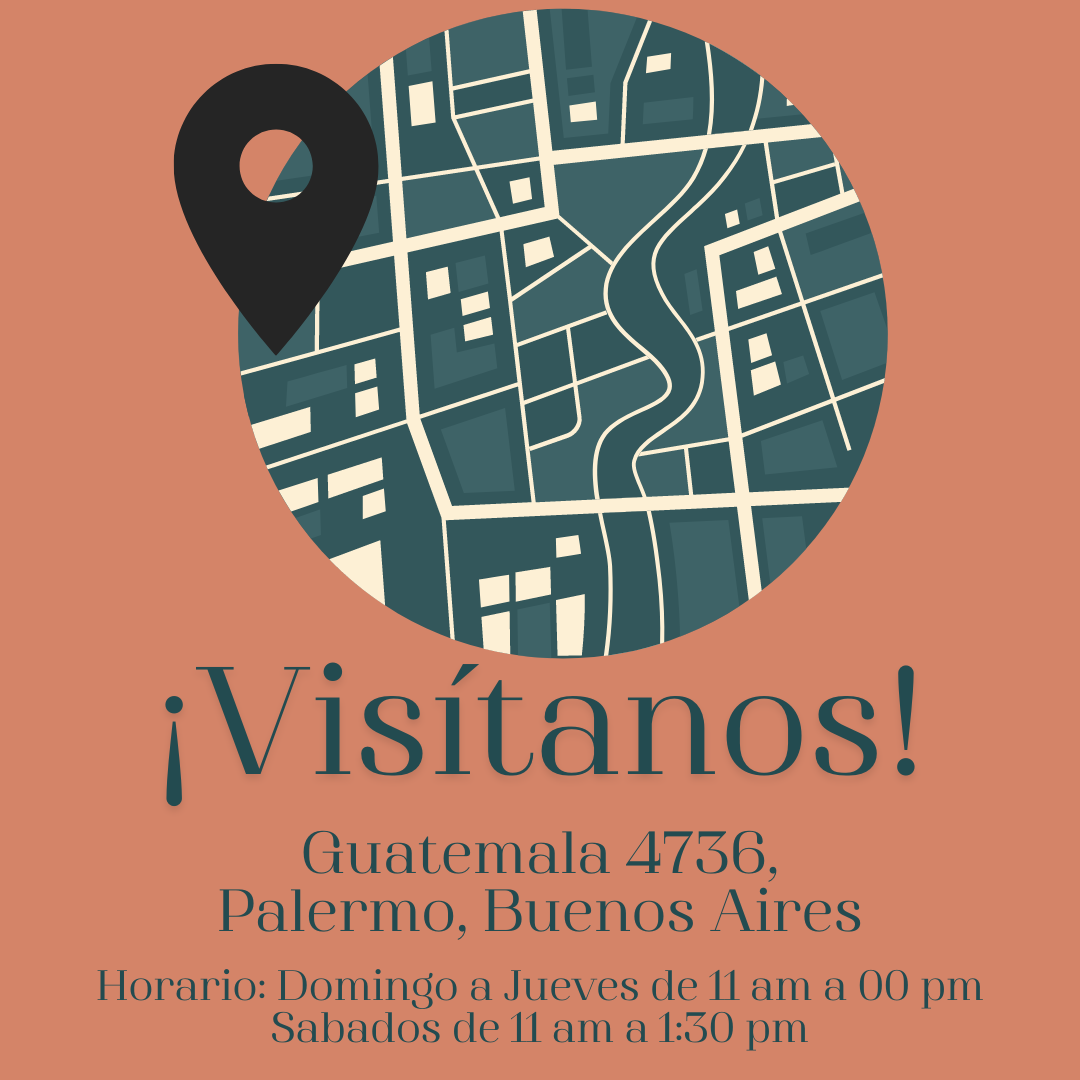 ¡Visítanos!
Guatemala 4736,
Palermo, Buenos Aires
Horario: Domingo a Jueves de 11 am a 00 pm
Sabados de 11 am a 1:30 pm